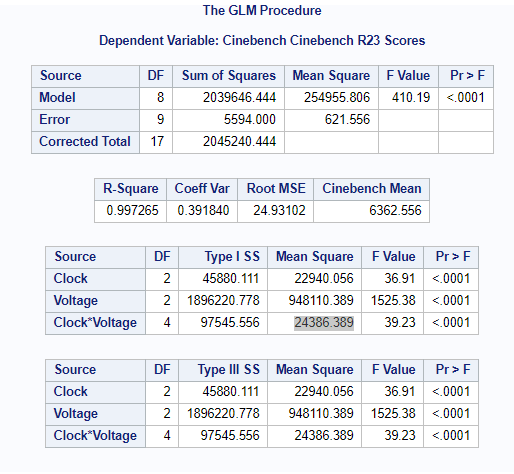 The GLM Procedure
Dependent Variable: Cinebench Cinebench R23 Scores
Source DF Sum of Squares Mean Square F Value Pr > F
Model 8 2039646.444 254955.806 410.19 <.0001
Error 9 5594.000 621.556
Corrected Total 17 2045240.444
R-Square Coeff Var Root MSE Cinebench Mean
0.997265 0.391840 24.93102 6362.556
Source DF Type I SS Mean Square F Value Pr > F
Clock 2 45880.111 22940.056 36.91 <.0001
Voltage 2 1896220.778 948110.389 1525.38 <.0001
Clock*Voltage 4 97545.556 24386.389 39.23 <.0001
Source DF Type III SS Mean Square F Value Pr > F
Clock 2 45880.111 22940.056 36.91 <.0001
Voltage 2 1896220.778 948110.389 1525.38 <.0001
Clock*Voltage 4 97545.556 24386.389 39.23 <.0001